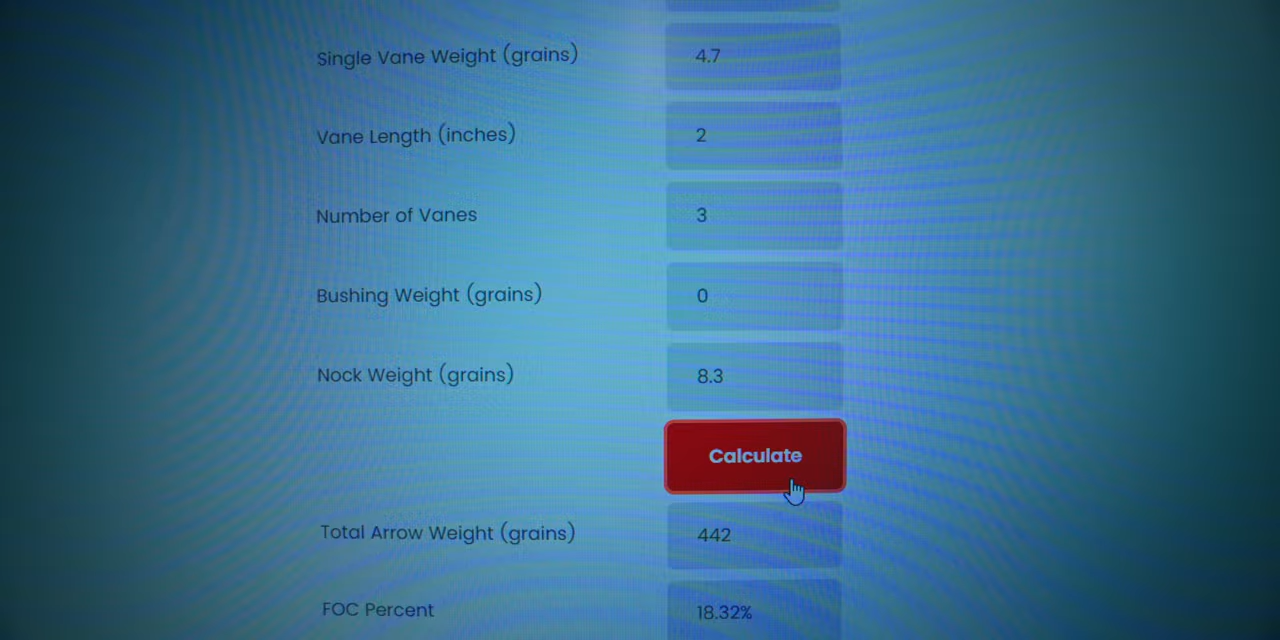 Single Vane Weight (grains) 4.7
Vane Length (inches) 2
Number of Vanes 3
Bushing Weight (grains) 0
Nock Weight (grains) 8.3
Calculate
Total Arrow Weight (grains) 442
FOC Percent 18.32%